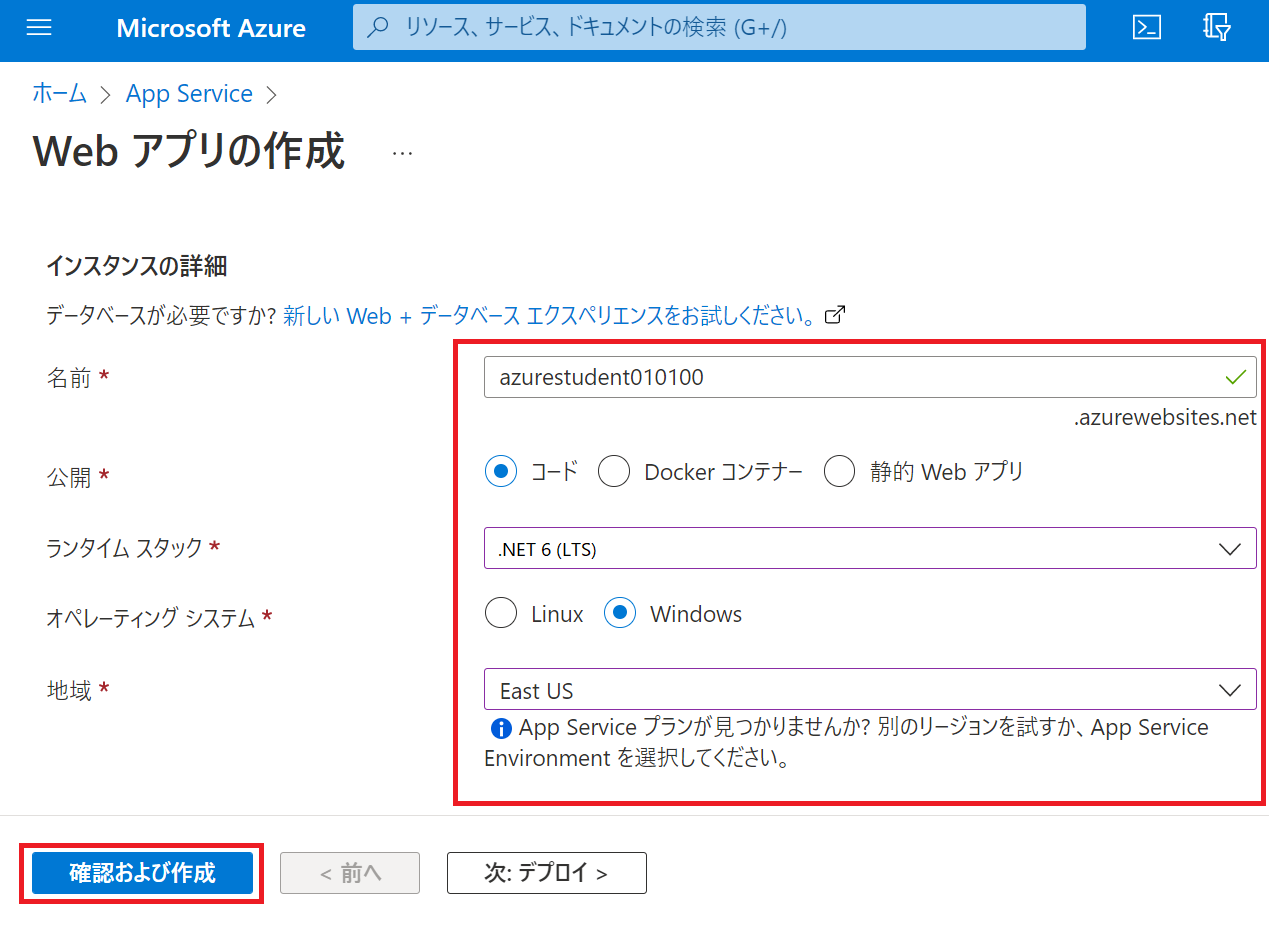 Microsoft Azure
リソース、サービス、ドキュメントの検索 (G+/)
ホーム > App Service >
Web アプリの作成 ...
インスタンスの詳細
データベースが必要ですか? 新しい Web + データベース エクスペリエンスをお試しください。
名前 *
azurestudent010100
.azurewebsites.net
公開 *
コード Docker コンテナー 静的 Web アプリ
ランタイム スタック *
.NET 6 (LTS)
オペレーティング システム *
Linux Windows
地域 *
East US
App Service プランが見つかりませんか? 別のリージョンを試すか、App Service
Environment を選択してください。
確認および作成
< 前へ
次: デプロイ >